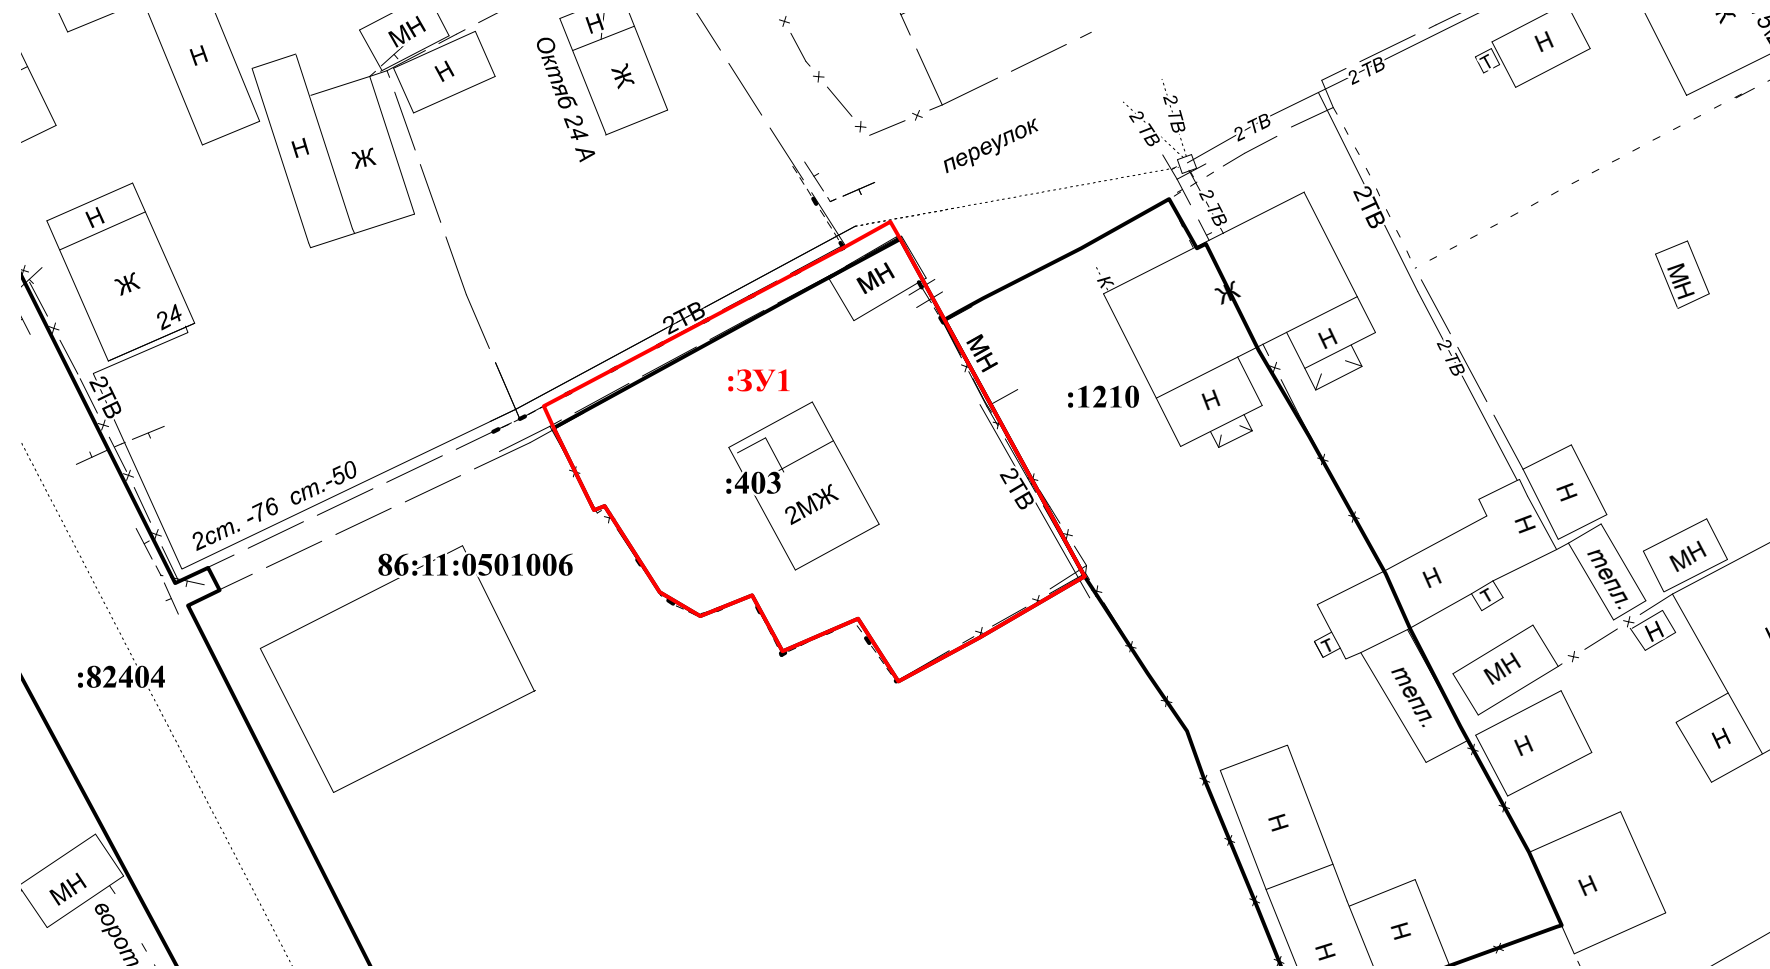 МН
Н
Н
Ж
Н
Н
Ж
Октяб 24 А
переулок
2 ТВ
2 ТВ
2 ТВ
2 ТВ
2 ТВ
Н
Т
Ж
Н
Ж
24
Н
Ж
2ТВ
МН
2ТВ
МН
2ТВ
:ЗУ1
МН
:1210
К
Ж
Н
Н
2 ТВ
2ТВ
2ст. -76 ст.-50
:403
2МЖ
2ТВ
86:11:0501006
Н
Н
Н
Т
Т
тепл.
МН
Н
МН
тепл.
Н
Н
:82404
МН
ворот
Н
Н
Н
Н